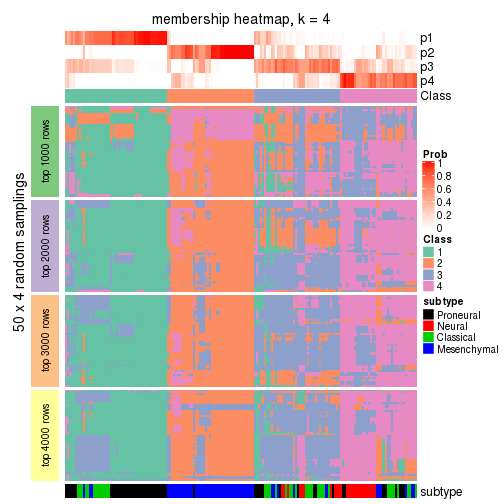 membership heatmap, k = 4
p1
p2
p3
p4
Class
50 x 4 random samplings
top 1000 rows
top 2000 rows
top 3000 rows
top 4000 rows
Prob
1
0.8
0.6
0.4
0.2
0
Class
1
2
3
4
subtype
Proneural
Neural
Classical
Mesenchymal
subtype